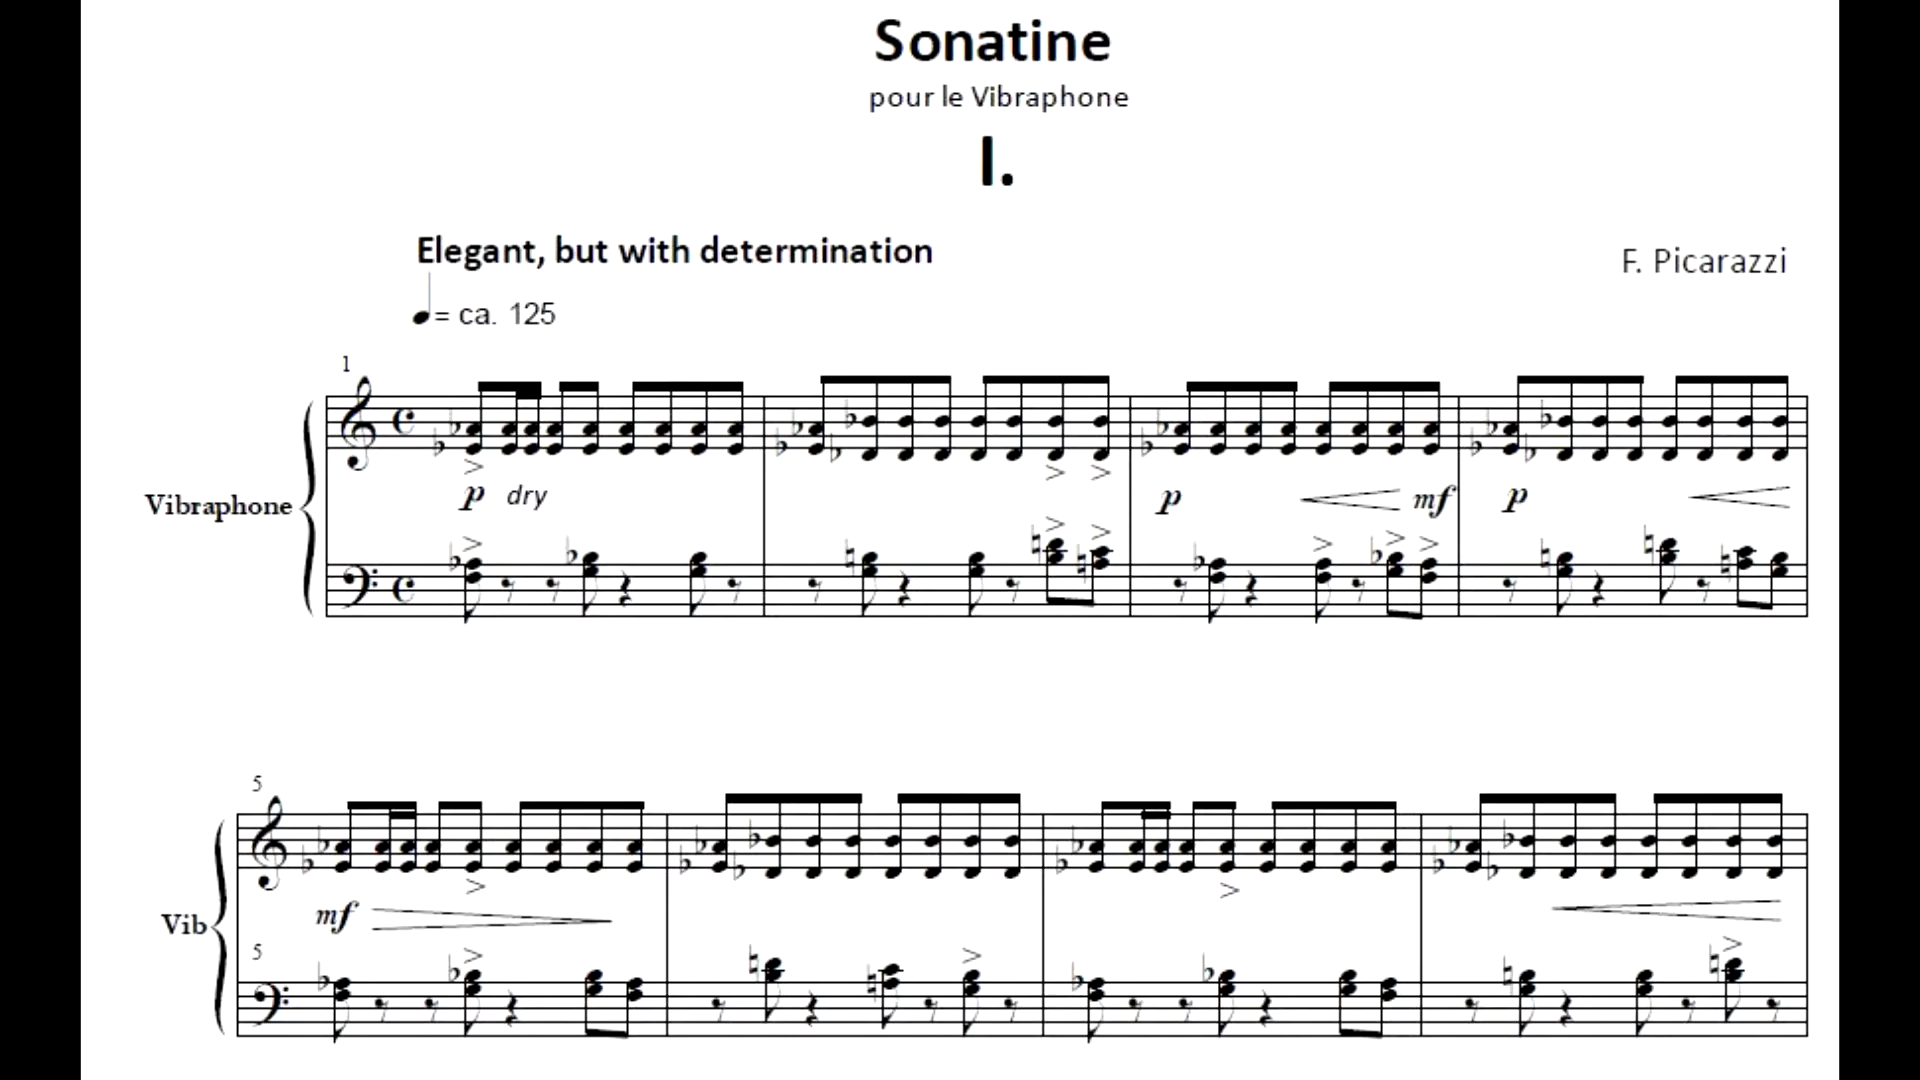 Sonatine
pour le Vibraphone
I.
Elegant, but with determination
F. Picarazzi
= ca. 125
1
Vibraphone
p dry
p
mf
p
5
mf
Vib
5